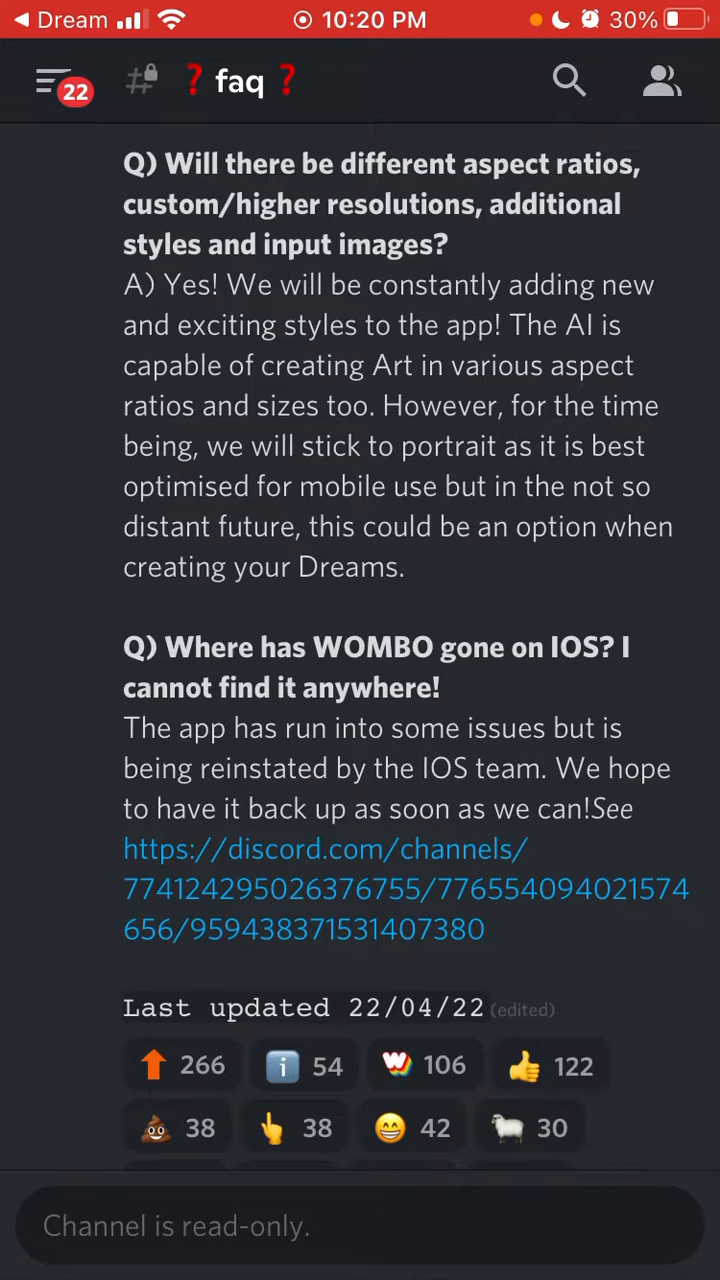 Dream 10:20 PM 30%
22 faq
Q) Will there be different aspect ratios,
custom/higher resolutions, additional
styles and input images?
A) Yes! We will be constantly adding new
and exciting styles to the app! The AI is
capable of creating Art in various aspect
ratios and sizes too. However, for the time
being, we will stick to portrait as it is best
optimised for mobile use but in the not so
distant future, this could be an option when
creating your Dreams.
Q) Where has WOMBO gone on IOS? I
cannot find it anywhere!
The app has run into some issues but is
being reinstated by the IOS team. We hope
to have it back up as soon as we can!See
https://discord.com/channels/
774124295026376755/776554094021574
656/959438371531407380
Last updated 22/04/22 (edited)
266 54 106 122
38 38 42 30
Channel is read-only.